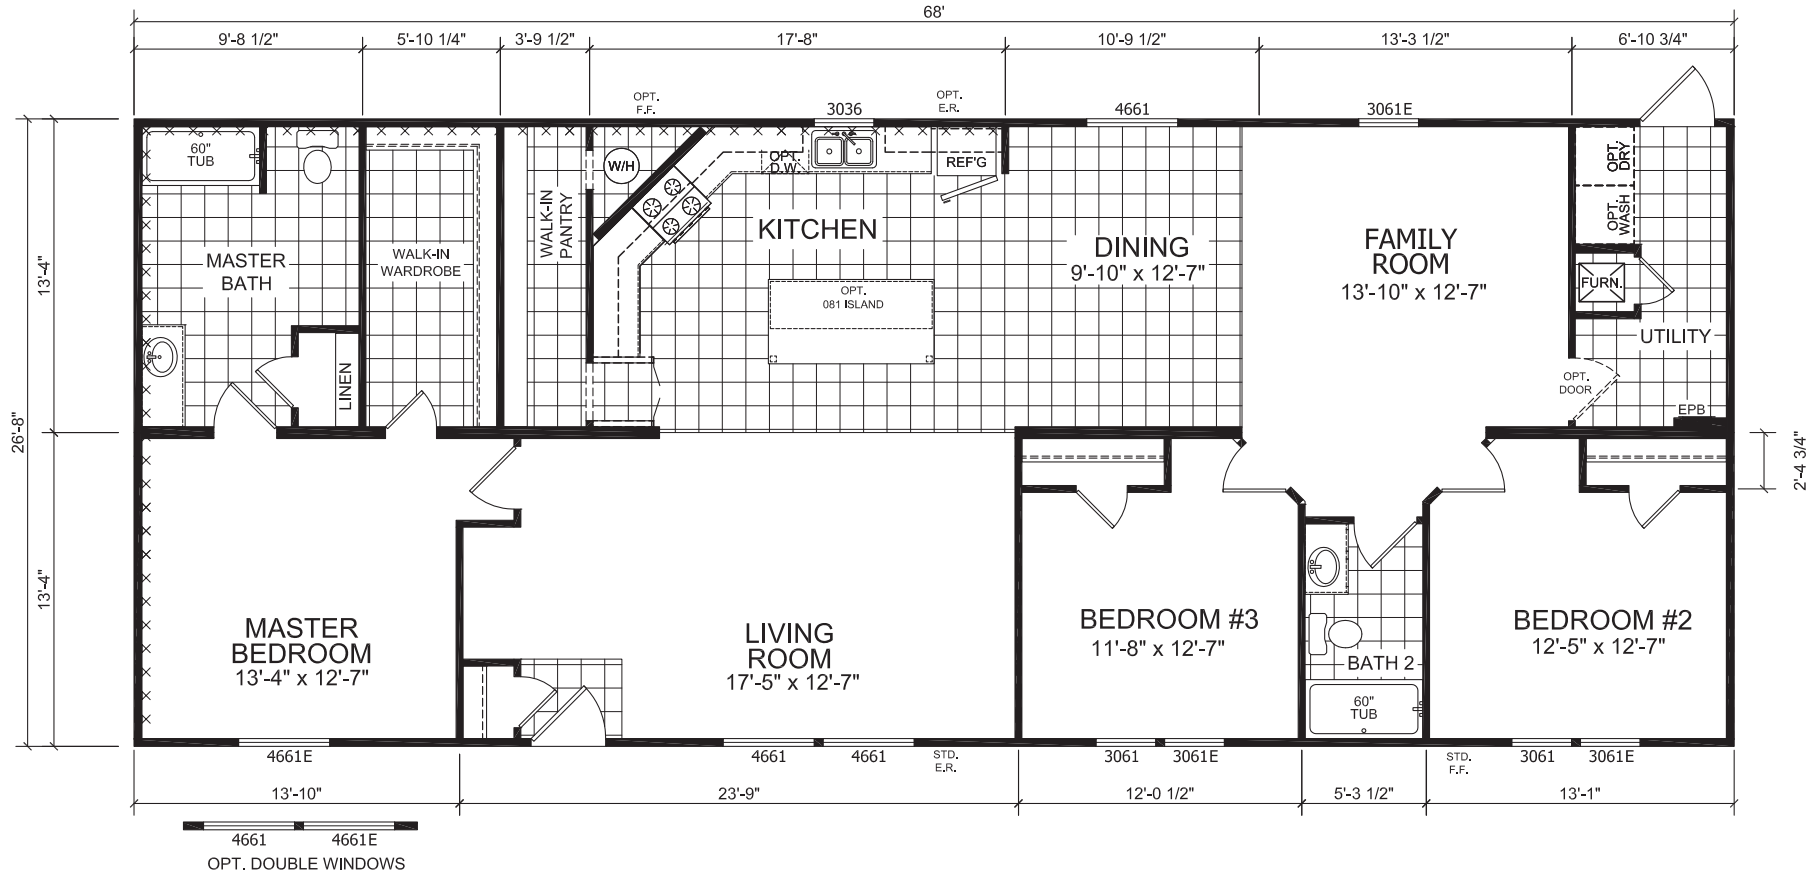 68'
9'-8 1/2"
5'-10 1/4"
3'-9 1/2"
17'-8"
10'-9 1/2"
13'-3 1/2"
6'-10 3/4"
OPT.
F.F.
3036
OPT.
E.R.
4661
3061E
60"
TUB
W/H
OPT.
D.W.
REF'G
OPT.
DRY
OPT.
WASH
WALK-IN
PANTRY
KITCHEN
MASTER
BATH
WALK-IN
WARDROBE
DINING
9'-10" x 12'-7"
FAMILY
ROOM
13'-10" x 12'-7"
FURN.
OPT.
081 ISLAND
UTILITY
LINEN
OPT.
DOOR
EPB
13'-4"
26'-8"
13'-4"
2'-4 3/4"
MASTER
BEDROOM
13'-4" x 12'-7"
LIVING
ROOM
17'-5" x 12'-7"
BEDROOM #3
11'-8" x 12'-7"
BATH 2
60"
TUB
BEDROOM #2
12'-5" x 12'-7"
4661E
4661
4661
STD.
E.R.
3061
3061E
STD.
F.F.
3061
3061E
13'-10"
23'-9"
12'-0 1/2"
5'-3 1/2"
13'-1"
4661
4661E
OPT. DOUBLE WINDOWS